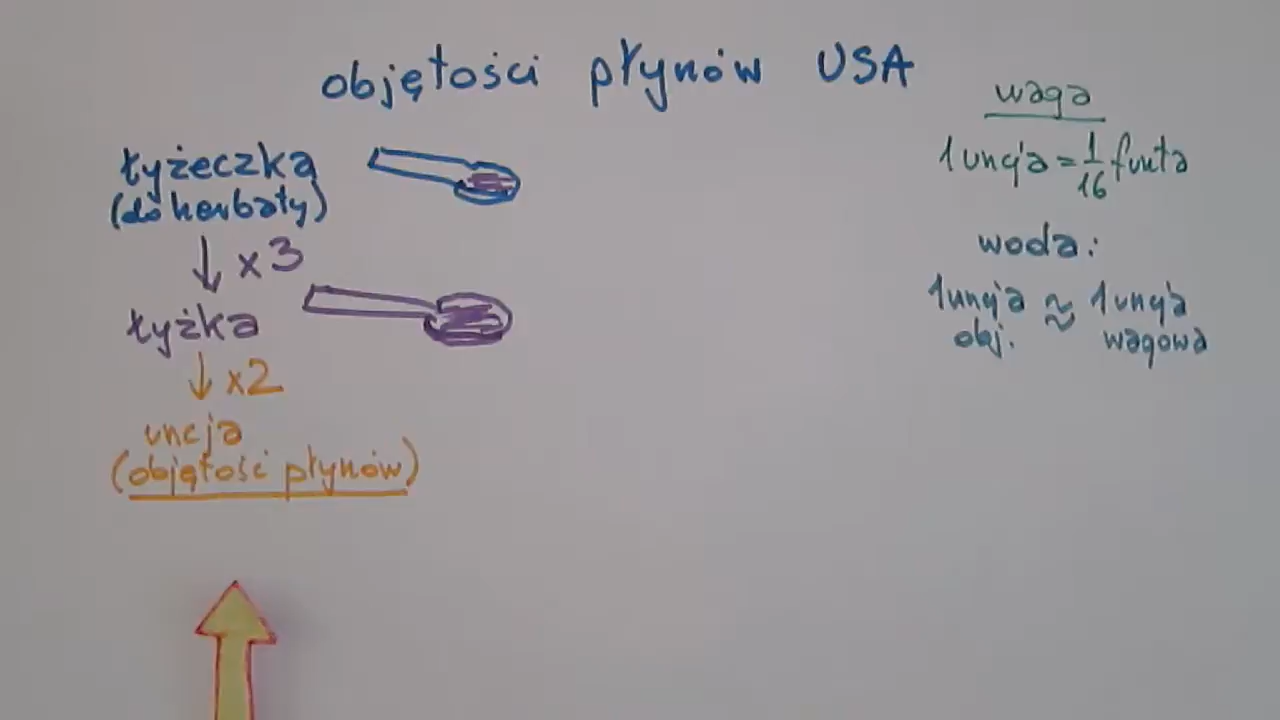 objętości płynów USA
łyżeczka
(do herbaty)
↓ x3
łyżka
↓ x2
uncja
(objętość płynów)
waga
1 uncja = 1/16 funta
woda:
1 uncja ≈ 1 uncja
obj. wagowa